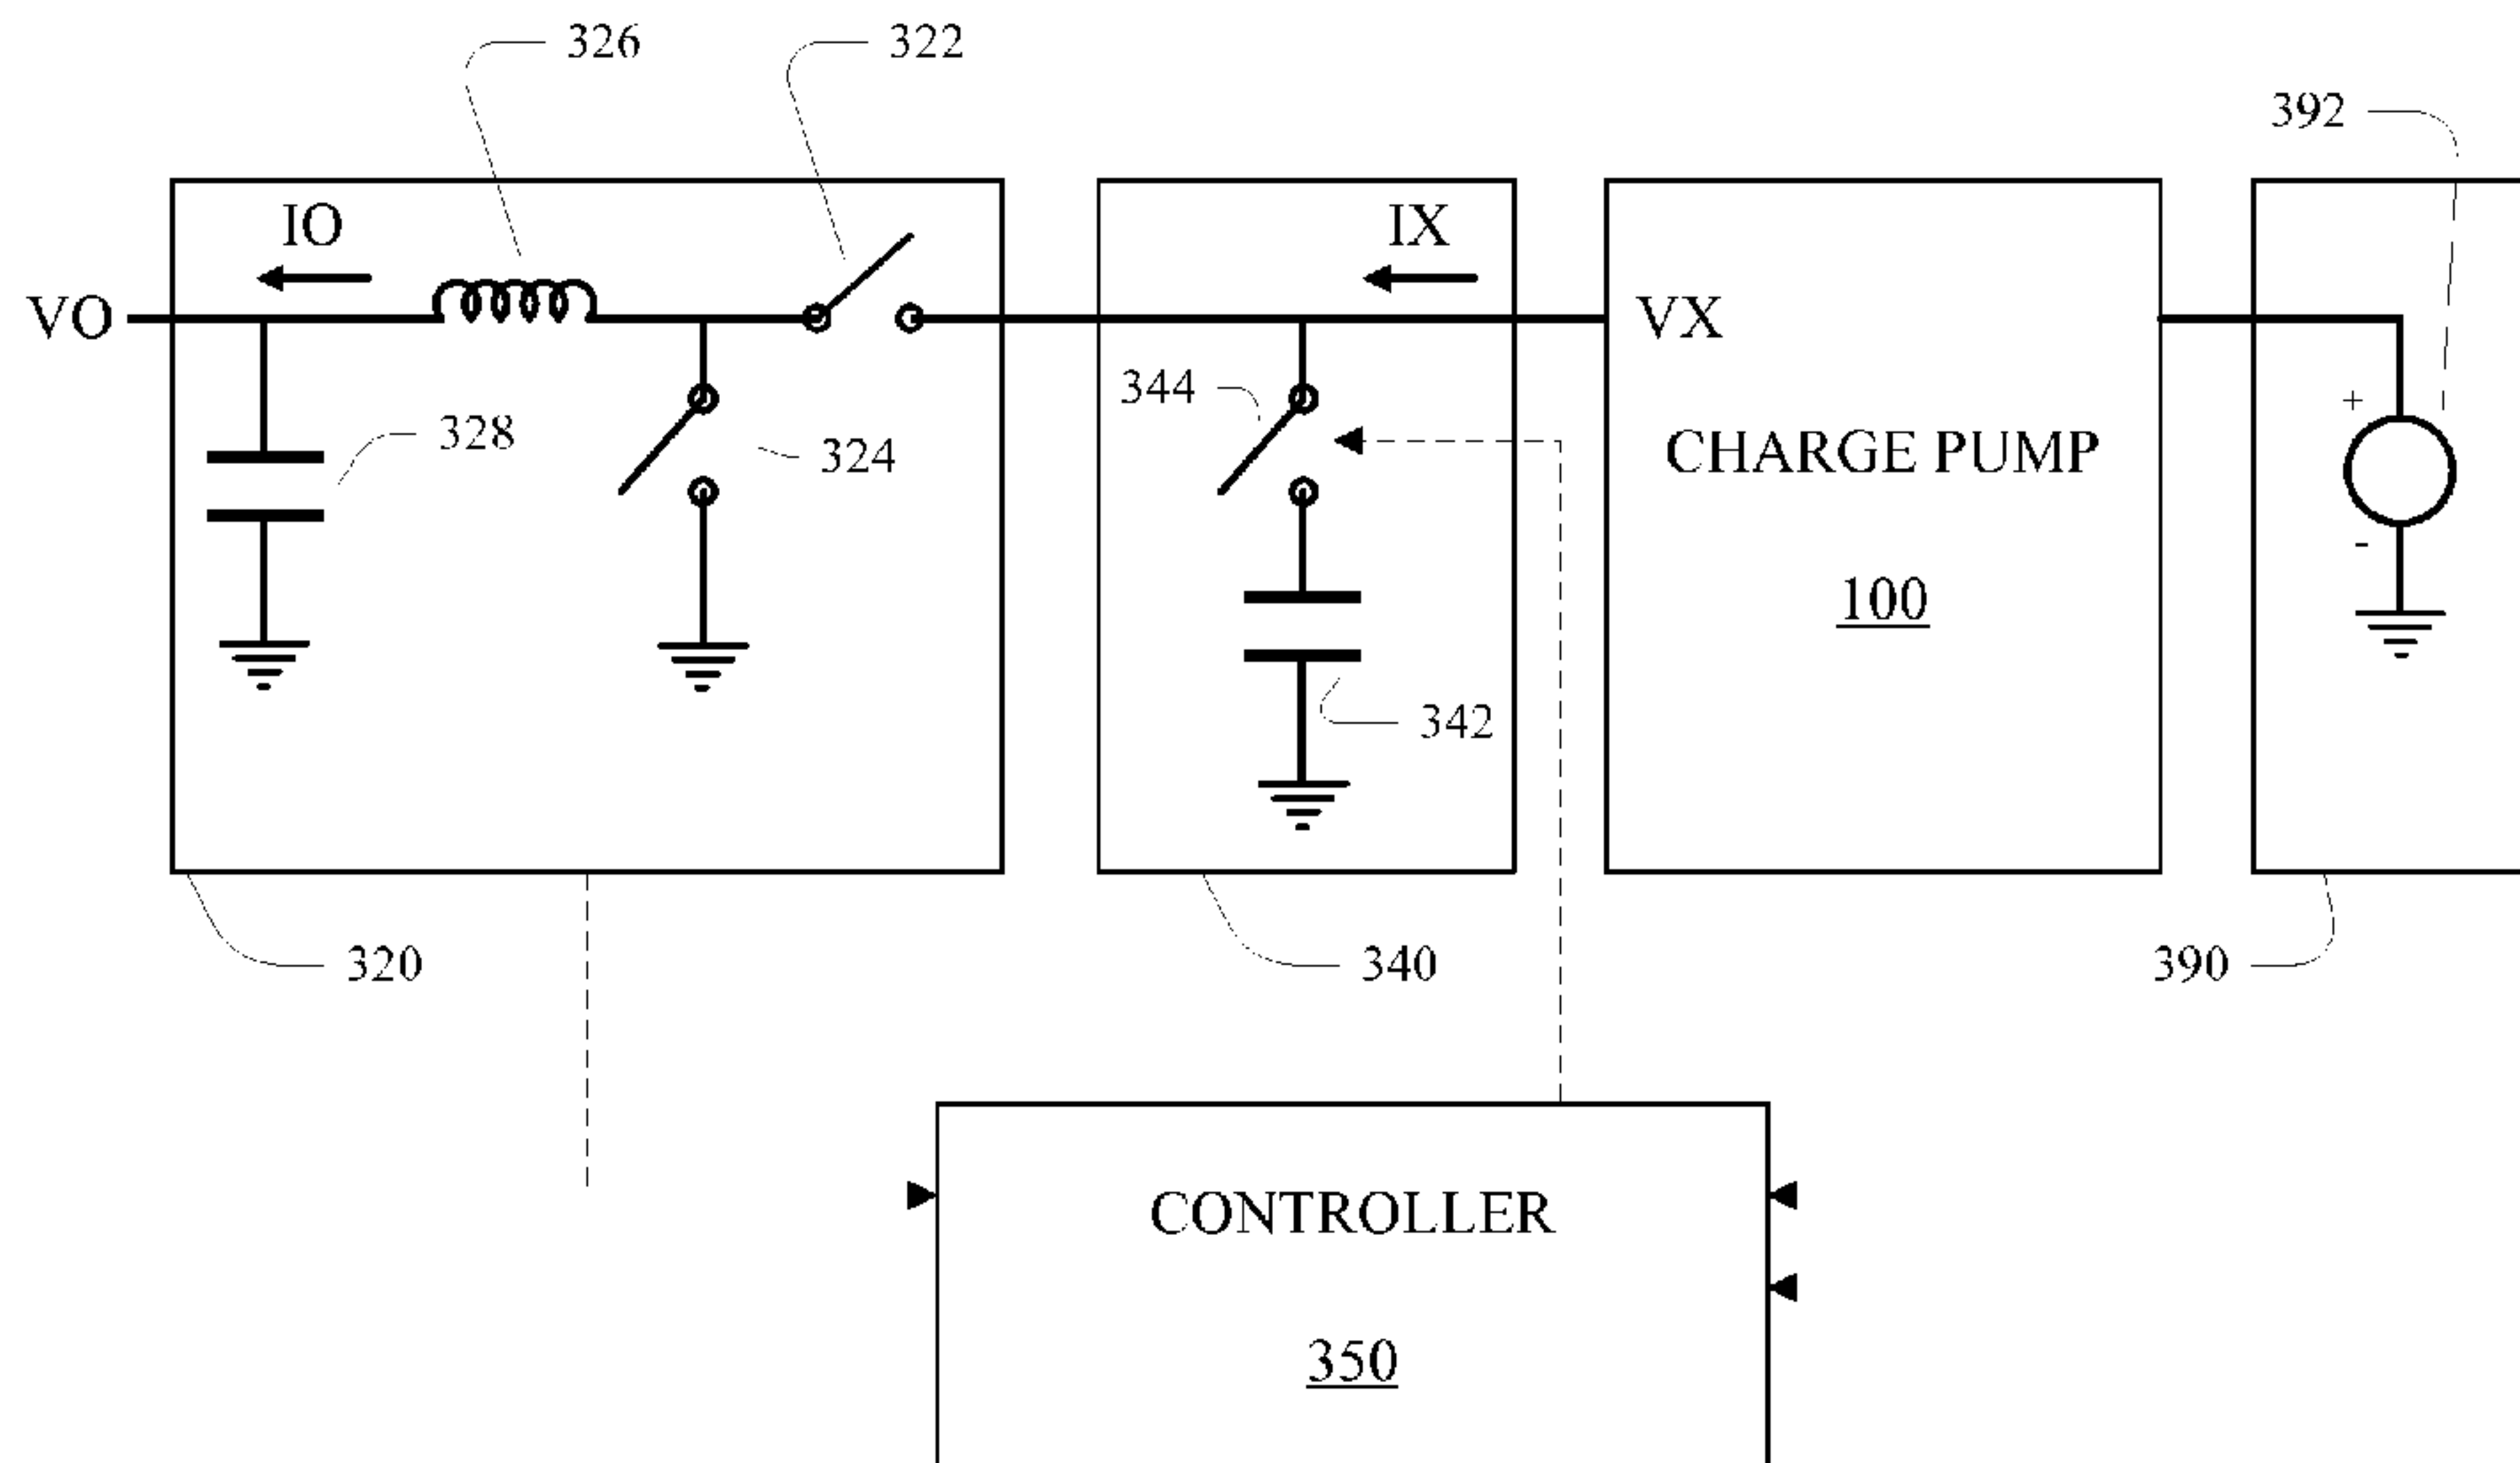 326
322
392
IO
IX
VO
VX
+
344
328
324
CHARGE PUMP
-
100
342
320
340
390
CONTROLLER
350